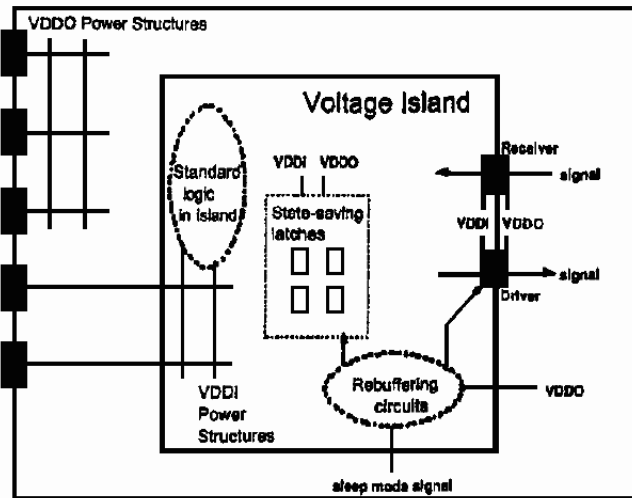 VDDO Power Structures
Voltage Island
Receiver
Standard
logic
in island
VDDI VDDO
signal
State-saving
latches
VDDI VDDO
signal
Driver
Rebuffering
circuits
VDDO
VDDI
Power
Structures
sleep mode signal